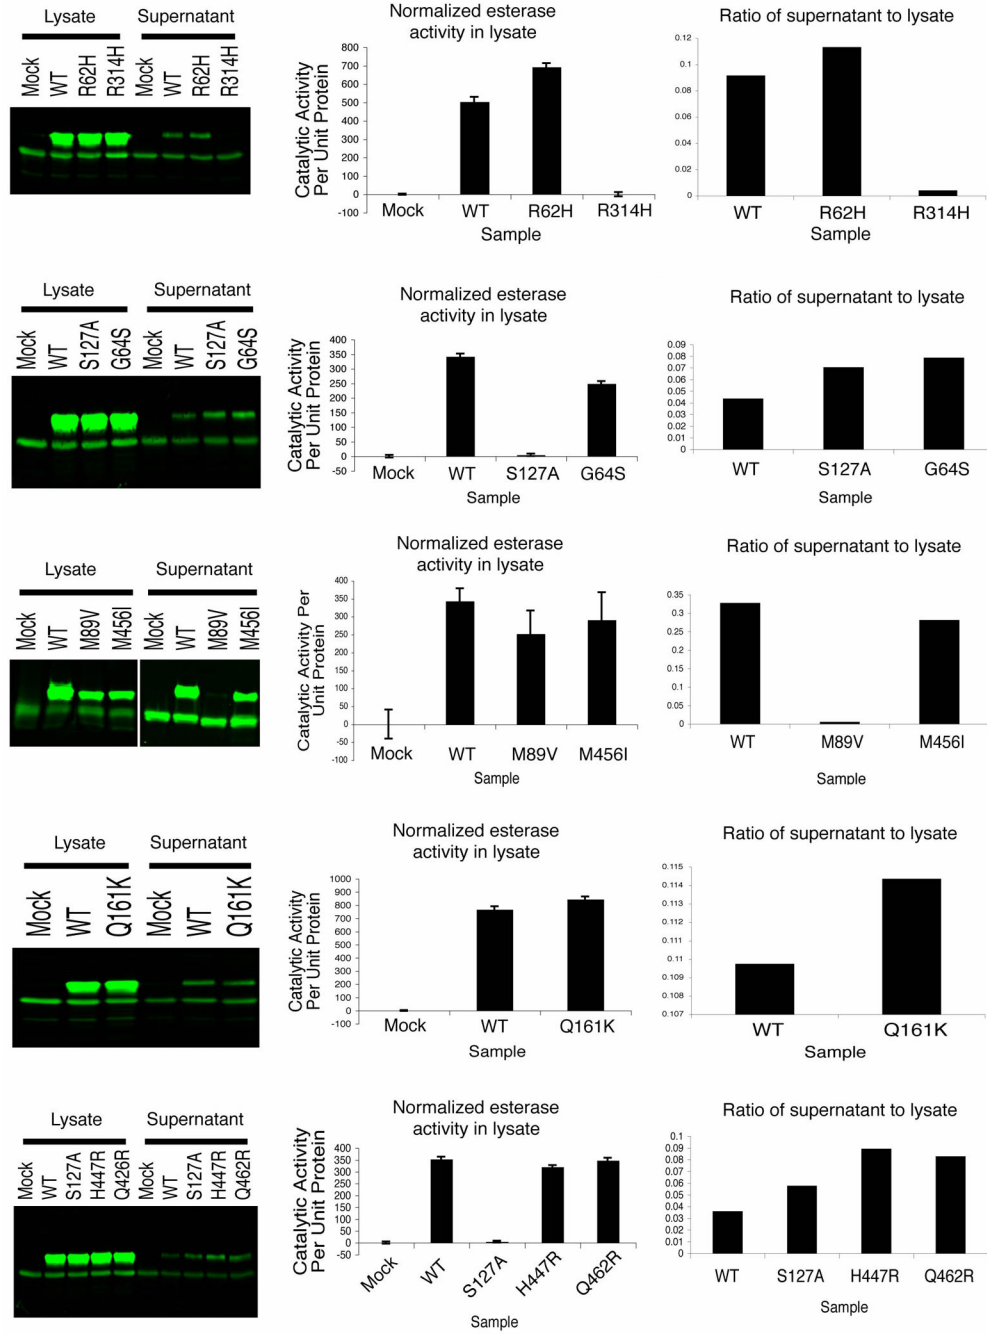 Lysate Supernatant
Mock WT R62H R314H Mock WT R62H R314H
Normalized esterase
activity in lysate
Catalytic Activity
Per Unit Protein
800
700
600
500
400
300
200
100
0
-100
Mock WT R62H R314H
Sample
Ratio of supernatant to lysate
0.12
0.1
0.08
0.06
0.04
0.02
0
WT R62H R314H
Sample
Lysate Supernatant
Mock WT S127A G64S Mock WT S127A G64S
Normalized esterase
activity in lysate
Catalytic Activity
Per Unit Protein
400
350
300
250
200
150
100
50
0
-50
Mock WT S127A G64S
Sample
Ratio of supernatant to lysate
0.09
0.08
0.07
0.06
0.05
0.04
0.03
0.02
0.01
0
WT S127A G64S
Sample
Lysate Supernatant
Mock WT M89V M456I Mock WT M89V M456I
Normalized esterase
activity in lysate
Catalytic Activity Per
Unit Protein
400
350
300
250
200
150
100
50
0
-50
-100
Mock WT M89V M456I
Sample
Ratio of supernatant to lysate
0.35
0.3
0.25
0.2
0.15
0.1
0.05
0
WT M89V M456I
Sample
Lysate Supernatant
Mock WT Q161K Mock WT Q161K
Normalized esterase
activity in lysate
Catalytic Activity
Per Unit Protein
1000
900
800
700
600
500
400
300
200
100
0
-100
Mock WT Q161K
Sample
Ratio of supernatant to lysate
0.115
0.114
0.113
0.112
0.111
0.11
0.109
0.108
0.107
WT Q161K
Sample
Lysate Supernatant
Mock WT S127A H447R Q426R Mock WT S127A H447R Q462R
Normalized esterase
activity in lysate
Catalytic Activity
Per Unit Protein
400
350
300
250
200
150
100
50
0
-50
Mock WT S127A H447R Q462R
Sample
Ratio of supernatant to lysate
0.1
0.09
0.08
0.07
0.06
0.05
0.04
0.03
0.02
0.01
0
WT S127A H447R Q462R
Sample